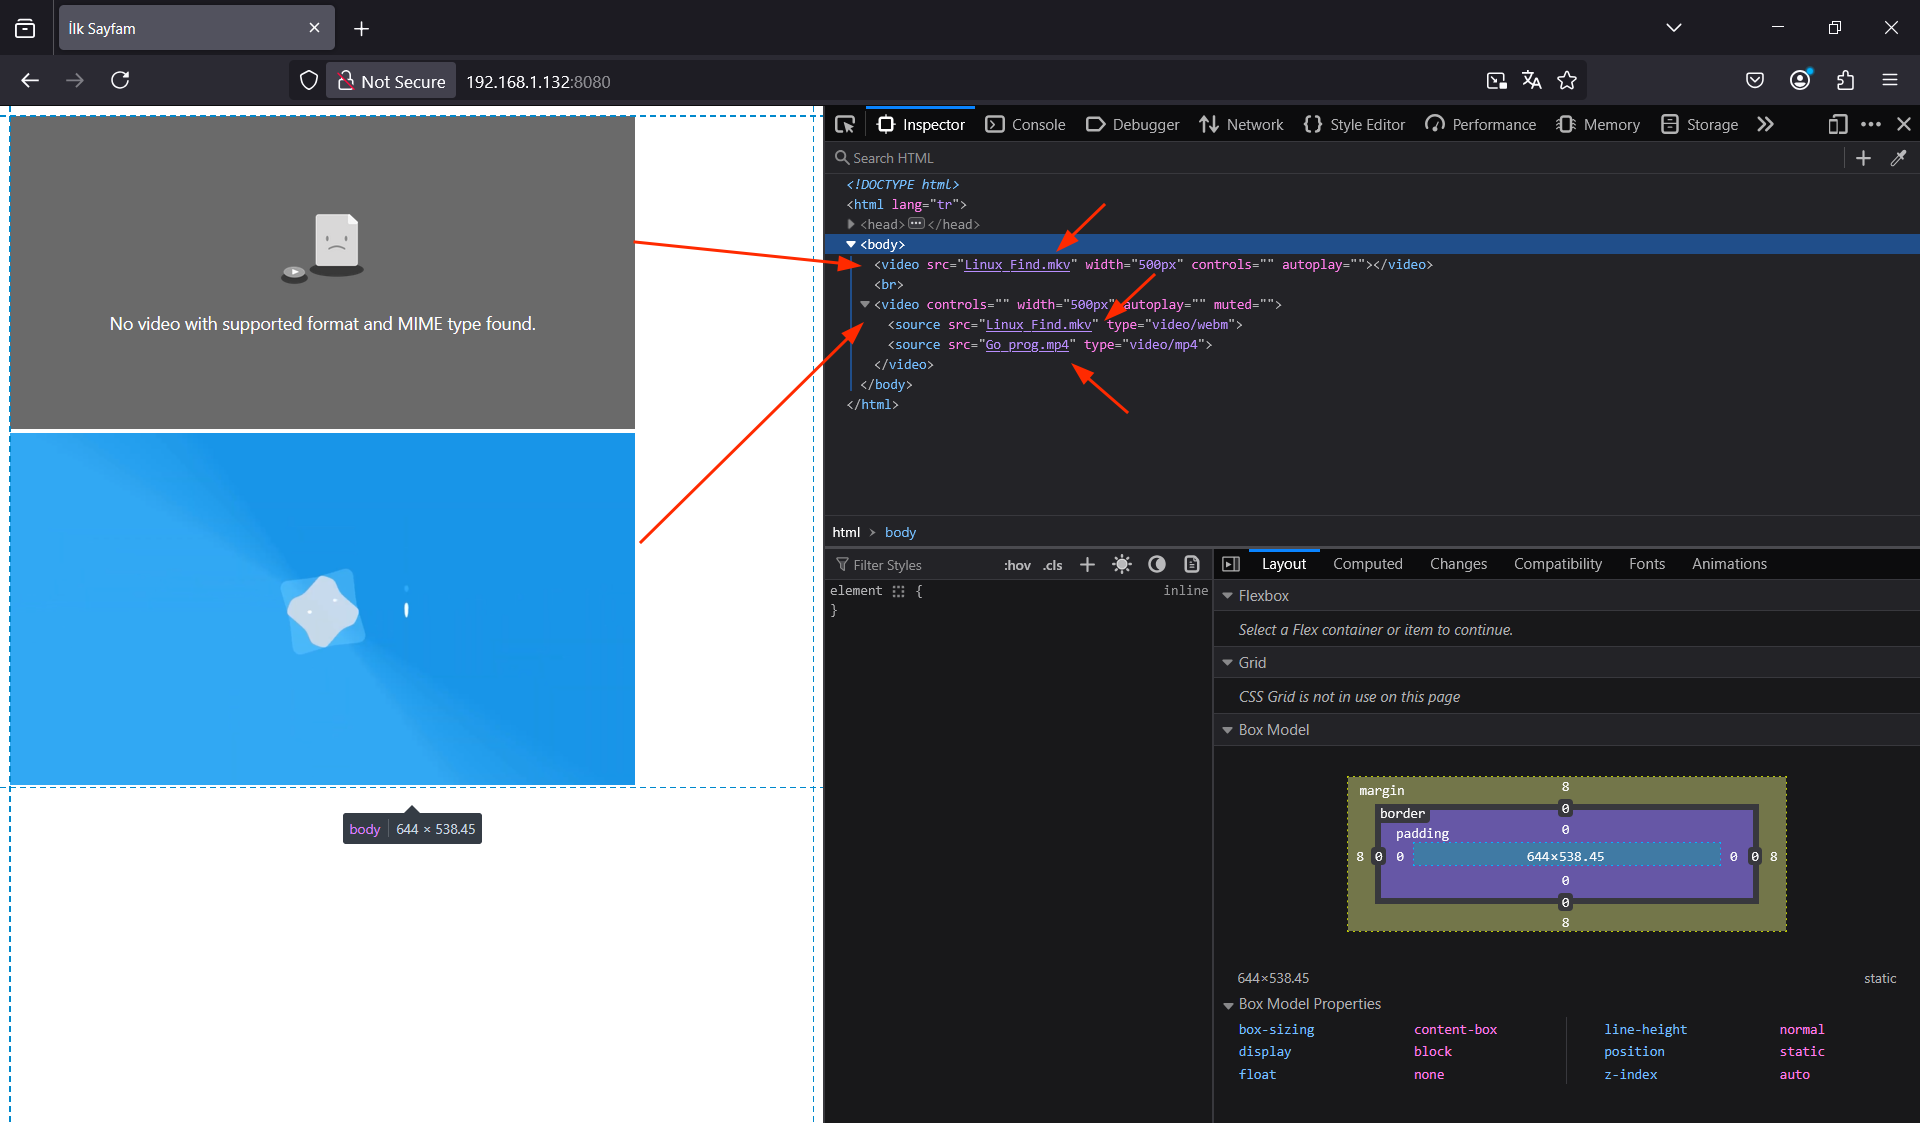 İlk Sayfam
Not Secure
192.168.1.132:8080
No video with supported format and MIME type found.
body 644 × 538.45
Inspector Console Debugger Network Style Editor Performance Memory Storage
Search HTML
<!DOCTYPE html>
<html lang="tr">
<head> </head>
<body>
<video src="Linux_Find.mkv" width="500px" controls="" autoplay=""></video>
<br>
<video controls="" width="500px" autoplay="" muted="">
<source src="Linux_Find.mkv" type="video/webm">
<source src="Go_prog.mp4" type="video/mp4">
</video>
</body>
</html>
html body
Filter Styles :hov .cls
element { inline
}
Layout Computed Changes Compatibility Fonts Animations
Flexbox
Select a Flex container or item to continue.
Grid
CSS Grid is not in use on this page
Box Model
margin 8
border 0
padding 0
8 0 0 644×538.45 0 0 8
0
0
8
644×538.45 static
Box Model Properties
box-sizing content-box line-height normal
display block position static
float none z-index auto